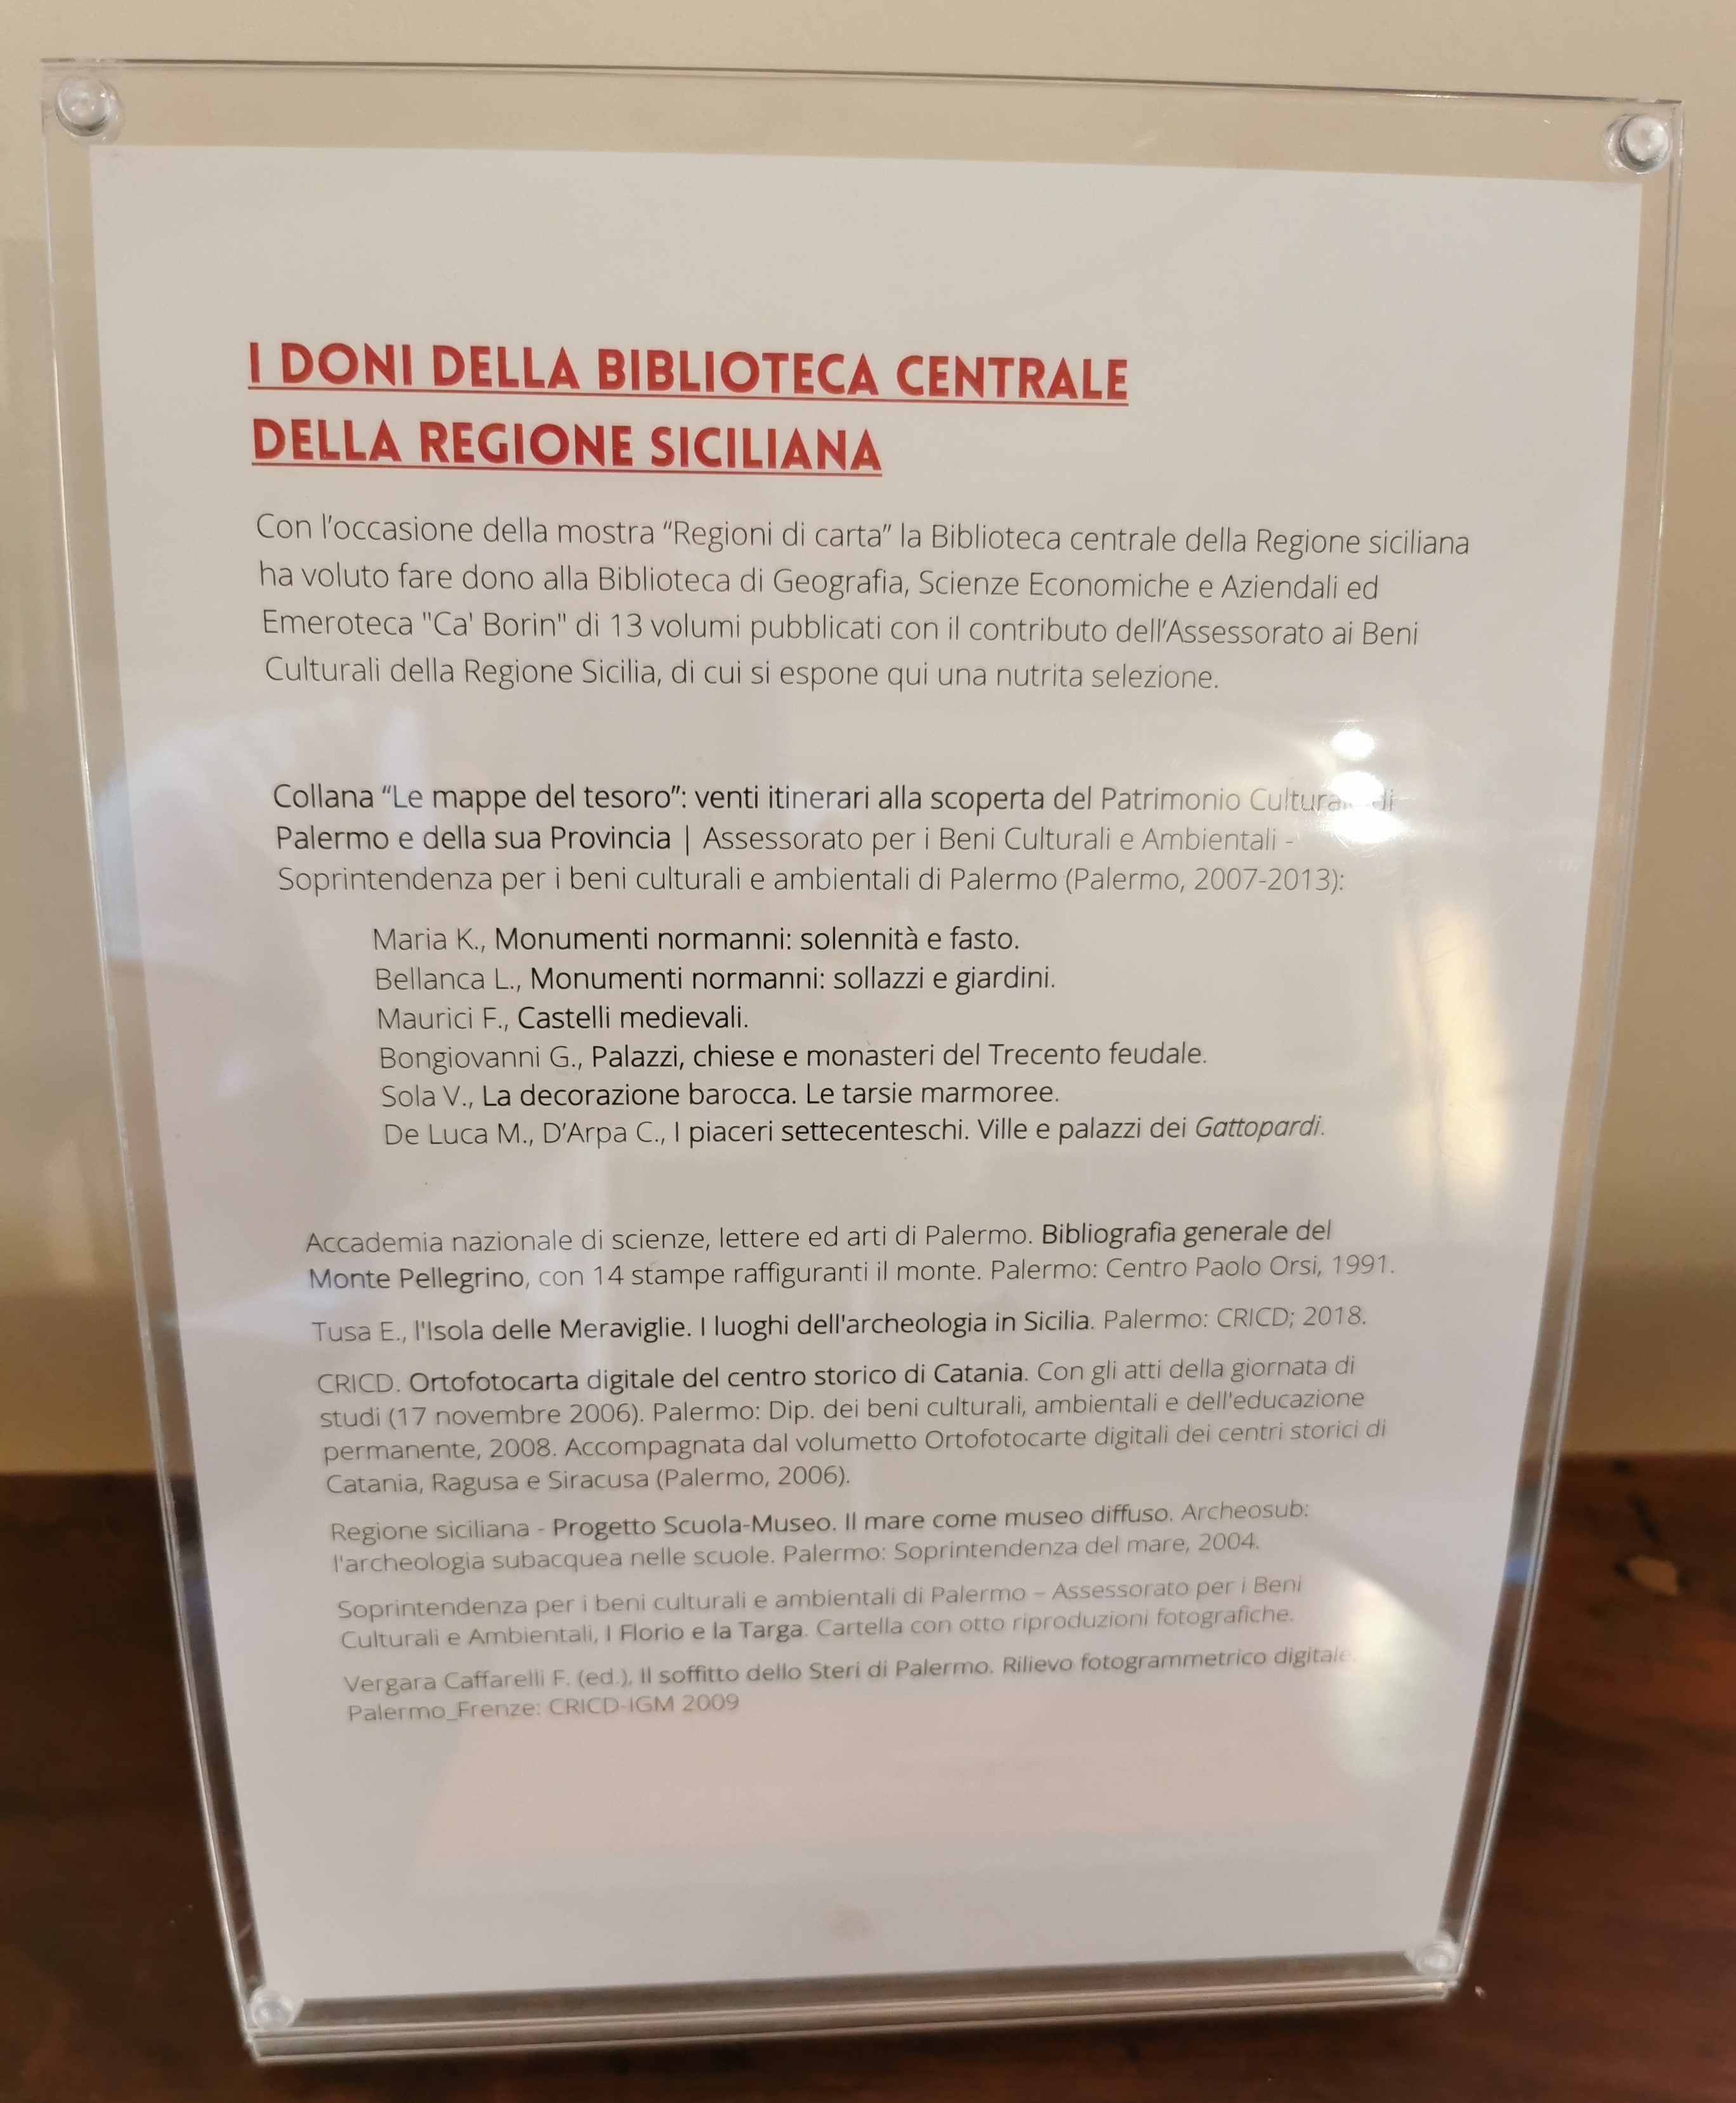 I DONI DELLA BIBLIOTECA CENTRALE
DELLA REGIONE SICILIANA
Con l’occasione della mostra “Regioni di carta” la Biblioteca centrale della Regione siciliana
ha voluto fare dono alla Biblioteca di Geografia, Scienze Economiche e Aziendali ed
Emeroteca "Ca' Borin" di 13 volumi pubblicati con il contributo dell’Assessorato ai Beni
Culturali della Regione Sicilia, di cui si espone qui una nutrita selezione.
Collana “Le mappe del tesoro”: venti itinerari alla scoperta del Patrimonio Culturale di
Palermo e della sua Provincia | Assessorato per i Beni Culturali e Ambientali -
Soprintendenza per i beni culturali e ambientali di Palermo (Palermo, 2007-2013):
Maria K., Monumenti normanni: solennità e fasto.
Bellanca L., Monumenti normanni: sollazzi e giardini.
Maurici F., Castelli medievali.
Bongiovanni G., Palazzi, chiese e monasteri del Trecento feudale.
Sola V., La decorazione barocca. Le tarsie marmoree.
De Luca M., D’Arpa C., I piaceri settecenteschi. Ville e palazzi dei Gattopardi.
Accademia nazionale di scienze, lettere ed arti di Palermo. Bibliografia generale del
Monte Pellegrino, con 14 stampe raffiguranti il monte. Palermo: Centro Paolo Orsi, 1991.
Tusa E., l'Isola delle Meraviglie. I luoghi dell'archeologia in Sicilia. Palermo: CRICD; 2018.
CRICD. Ortofotocarta digitale del centro storico di Catania. Con gli atti della giornata di
studi (17 novembre 2006). Palermo: Dip. dei beni culturali, ambientali e dell'educazione
permanente, 2008. Accompagnata dal volumetto Ortofotocarte digitali dei centri storici di
Catania, Ragusa e Siracusa (Palermo, 2006).
Regione siciliana - Progetto Scuola-Museo. Il mare come museo diffuso. Archeosub:
l'archeologia subacquea nelle scuole. Palermo: Soprintendenza del mare, 2004.
Soprintendenza per i beni culturali e ambientali di Palermo – Assessorato per i Beni
Culturali e Ambientali, I Florio e la Targa. Cartella con otto riproduzioni fotografiche.
Vergara Caffarelli F. (ed.), Il soffitto dello Steri di Palermo. Rilievo fotogrammetrico digitale.
Palermo_Frenze: CRICD-IGM 2009